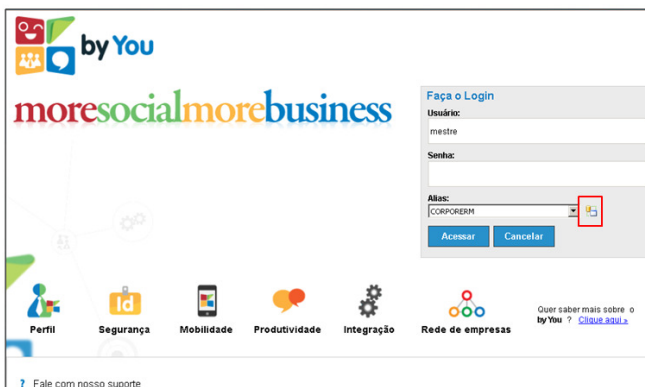 by You
moresocialmorebusiness
Faça o Login
Usuário:
mestre
Senha:
Alias:
CORPORERM
Acessar Cancelar
Id
Perfil Segurança Mobilidade Produtividade Integração Rede de empresas
Quer saber mais sobre o
by You ? Clique aqui »
? Fale com nosso suporte